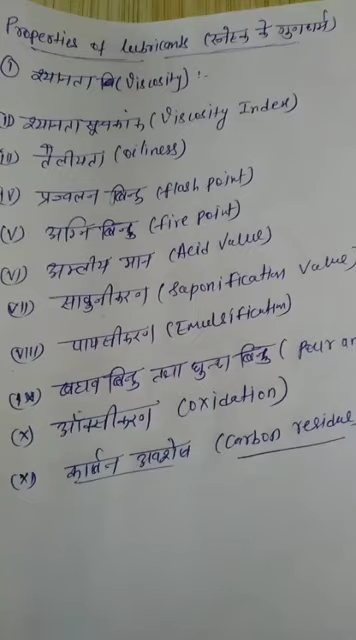 Properties of lubricants (स्नेहक के गुणधर्म)
(i) श्यानता (Viscosity) :-
(ii) श्यानता सूचकांक (Viscosity Index)
(iii) तैलीयता (oiliness)
(iv) प्रज्वलन बिन्दु (flash point)
(v) अग्नि बिन्दु (fire point)
(vi) अम्लीय मान (Acid value)
(vii) साबुनीकरण (Saponification value)
(viii) पायसीकरण (Emulsification)
(ix) बहाव बिन्दु तथा बिन्दु (Pour
(x) ऑक्सीकरण (oxidation)
(xi) कार्बन अवशेष (Carbon residue